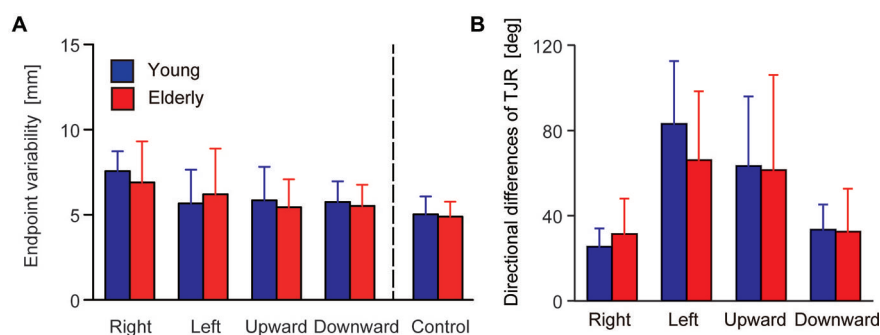 A
Endpoint variability [mm]
15
10
5
0
Young
Elderly
Right Left Upward Downward Control
B
Directional differences of TJR [deg]
120
80
40
0
Right Left Upward Downward